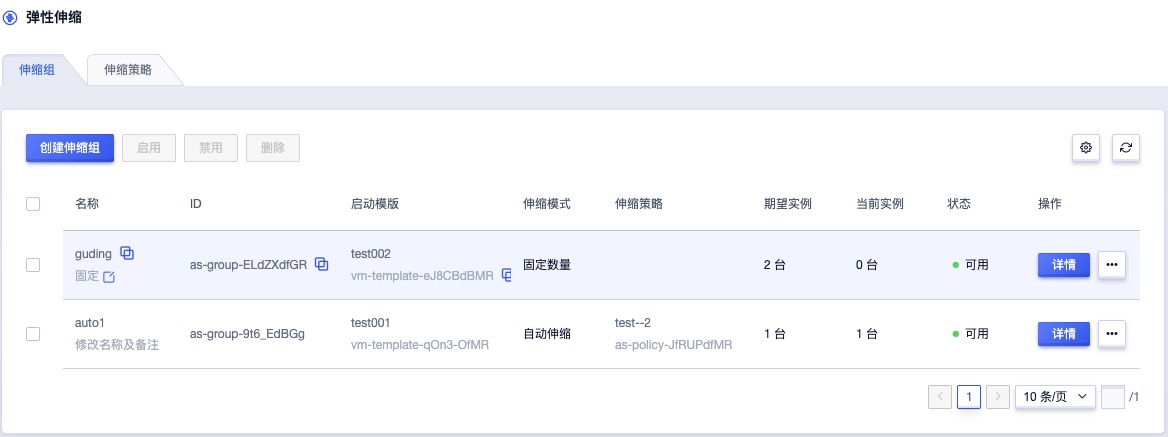 弹性伸缩
伸缩组 伸缩策略
创建伸缩组 启用 禁用 删除
名称 ID 启动模版 伸缩模式 伸缩策略 期望实例 当前实例 状态 操作
guding as-group-ELdZXdfGR test002 固定数量 2 台 0 台 可用 详情
固定 vm-template-eJ8CBdBMR
auto1 as-group-9t6_EdBGg test001 自动伸缩 test--2 1 台 1 台 可用 详情
修改名称及备注 vm-template-qOn3-OfMR as-policy-JfRUPdfMR
1 10 条/页 /1